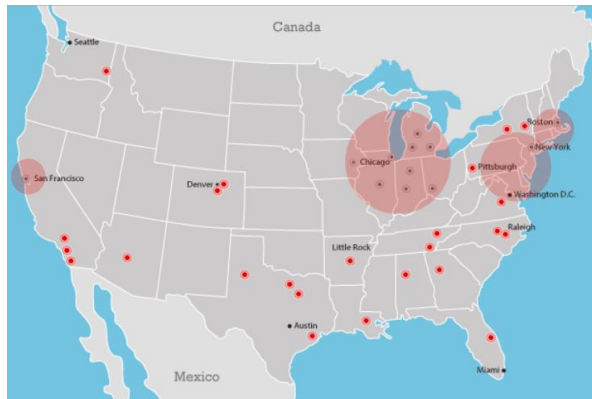 Canada
Seattle
Boston
New York
Chicago
Pittsburgh
San Francisco
Denver
Washington D.C.
Raleigh
Little Rock
Austin
Miami
Mexico